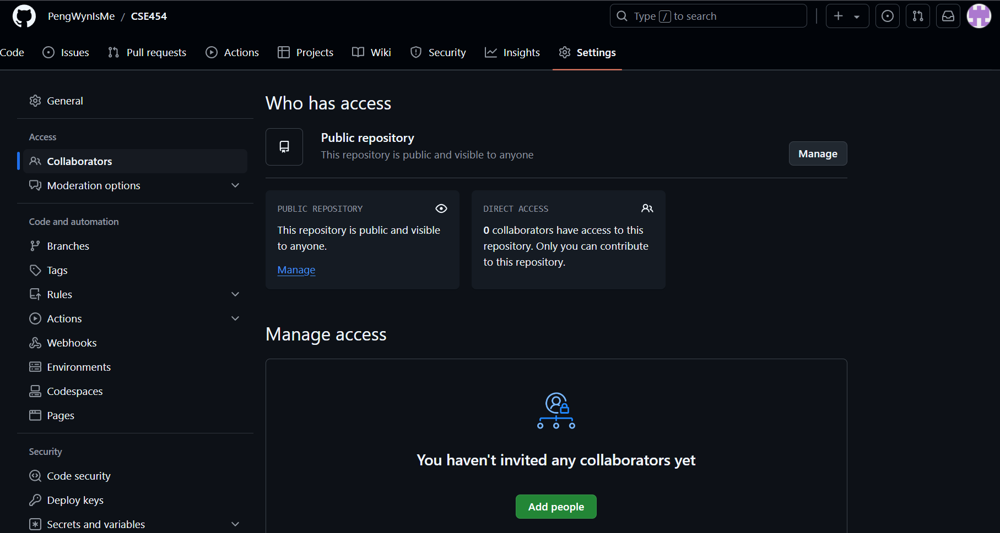 PengWynIsMe / CSE454
Type / to search
Code Issues Pull requests Actions Projects Wiki Security Insights Settings
General
Access
Collaborators
Moderation options
Code and automation
Branches
Tags
Rules
Actions
Webhooks
Environments
Codespaces
Pages
Security
Code security
Deploy keys
Secrets and variables
Who has access
Public repository
This repository is public and visible to anyone
Manage
PUBLIC REPOSITORY
This repository is public and visible
to anyone.
Manage
DIRECT ACCESS
0 collaborators have access to this
repository. Only you can contribute
to this repository.
Manage access
You haven't invited any collaborators yet
Add people